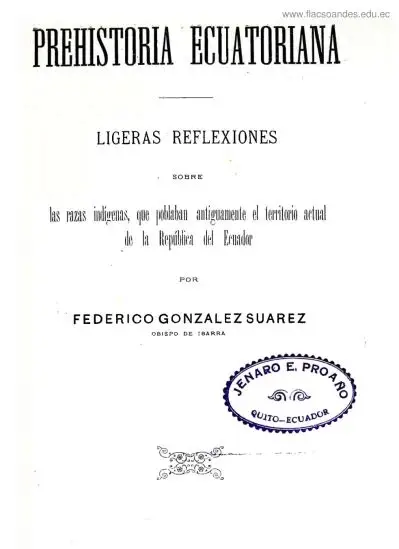 www.flacsoandes.edu.ec
PREHISTORIA ECUATORIANA
LIGERAS REFLEXIONES
SOBRE
las razas indígenas, que poblaban antiguamente el territorio actual
de la República del Ecuador
POR
FEDERICO GONZALEZ SUAREZ
OBISPO DE IBARRA
JENARO E. PROAÑO
QUITO-ECUADOR